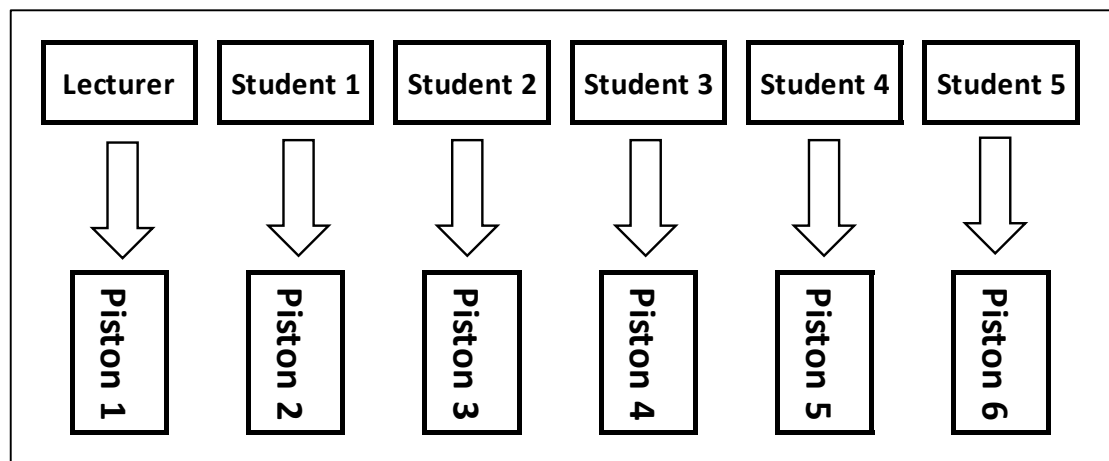 Lecturer
Student 1
Student 2
Student 3
Student 4
Student 5
Piston 1
Piston 2
Piston 3
Piston 4
Piston 5
Piston 6